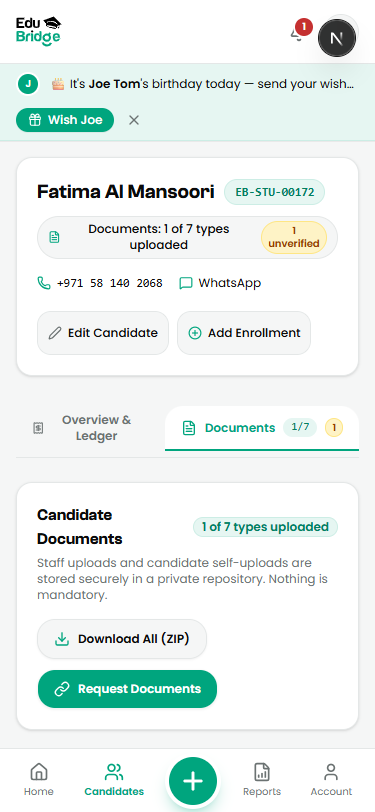 Edu
Bridge
1
N
J
🎂 It's Joe Tom's birthday today — send your wish…
Wish Joe
Fatima Al Mansoori
EB-STU-00172
Documents: 1 of 7 types
uploaded
1
unverified
+971 58 140 2068
WhatsApp
Edit Candidate
Add Enrollment
Overview &
Ledger
Documents
1/7
1
Candidate
Documents
1 of 7 types uploaded
Staff uploads and candidate self-uploads are
stored securely in a private repository. Nothing is
mandatory.
Download All (ZIP)
Request Documents
Home
Candidates
Reports
Account